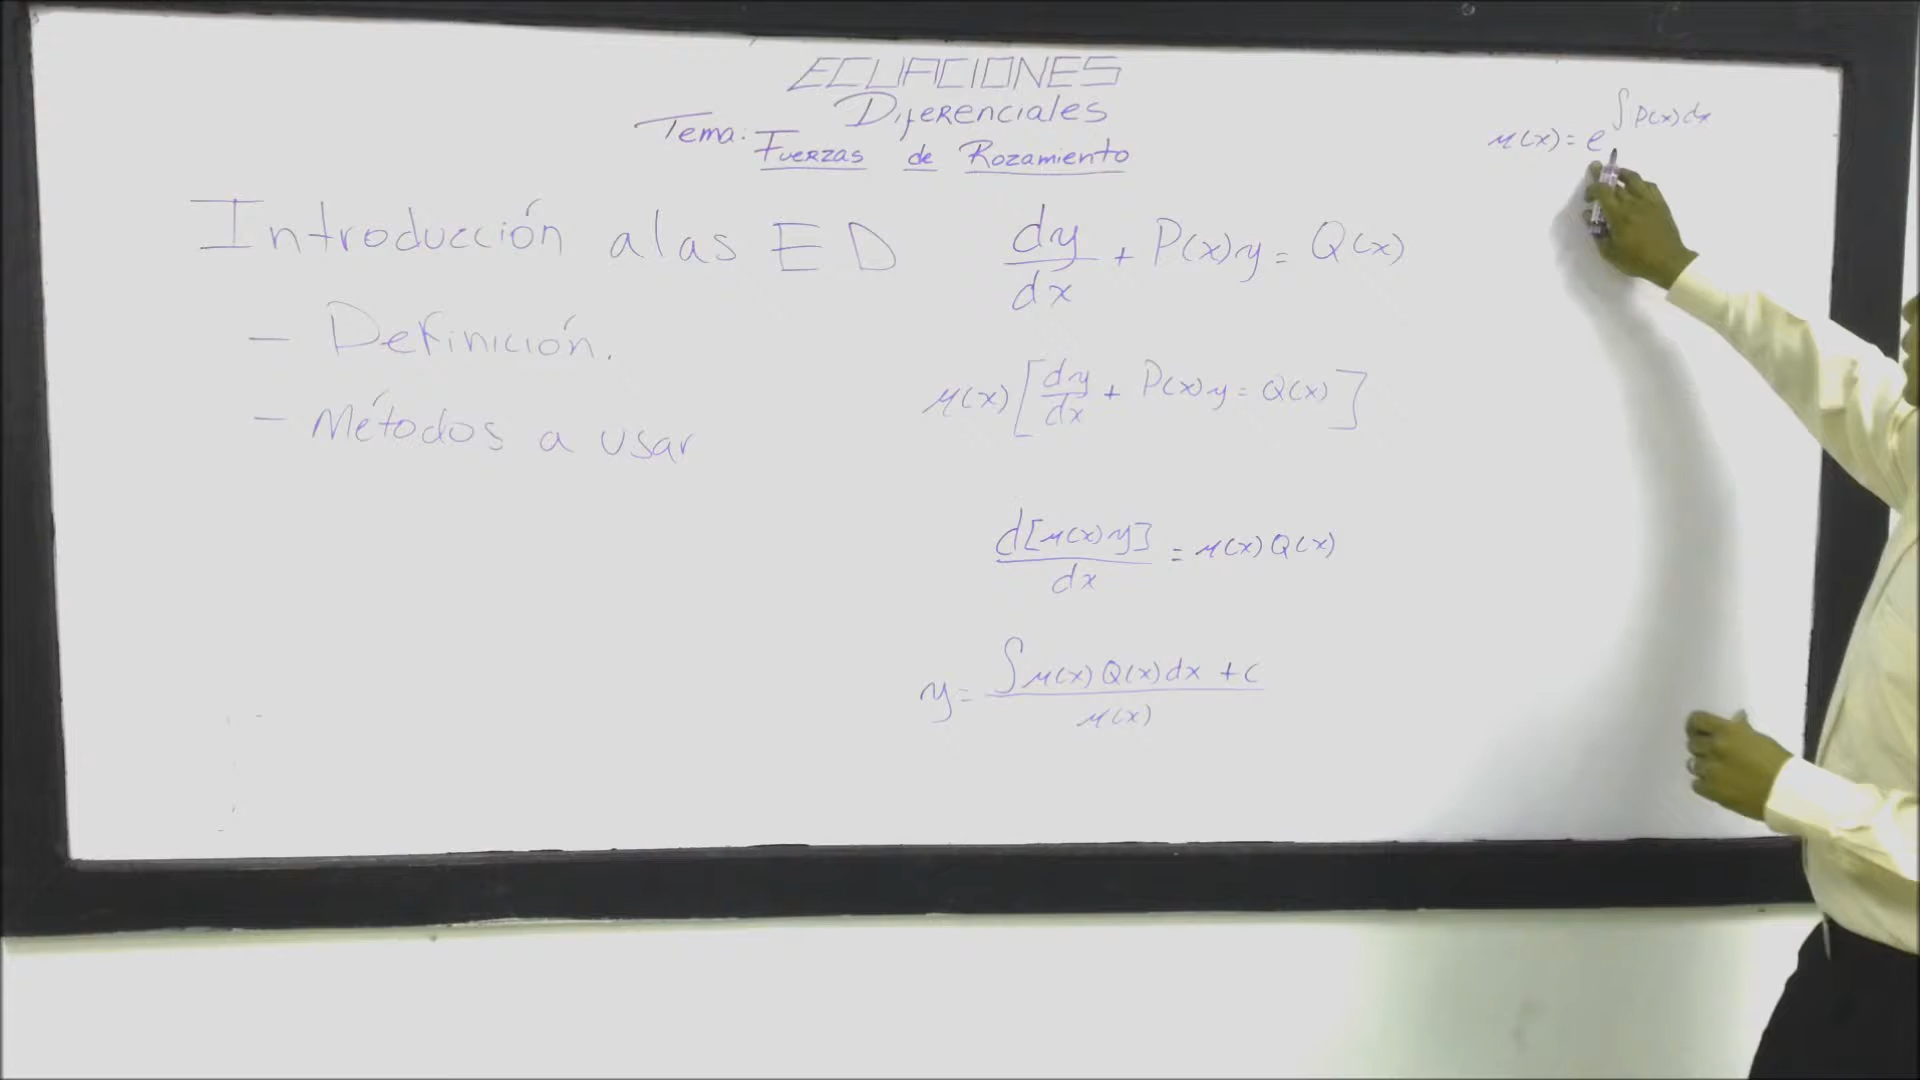 ECUACIONES
Diferenciales
Tema: Fuerzas de Rozamiento
μ(x) = e^∫P(x)dx
Introducción a las ED
- Definición.
- Métodos a usar
dy/dx + P(x)y = Q(x)
μ(x)[dy/dx + P(x)y = Q(x)]
d[μ(x)y]/dx = μ(x)Q(x)
y = ∫μ(x)Q(x)dx + c / μ(x)